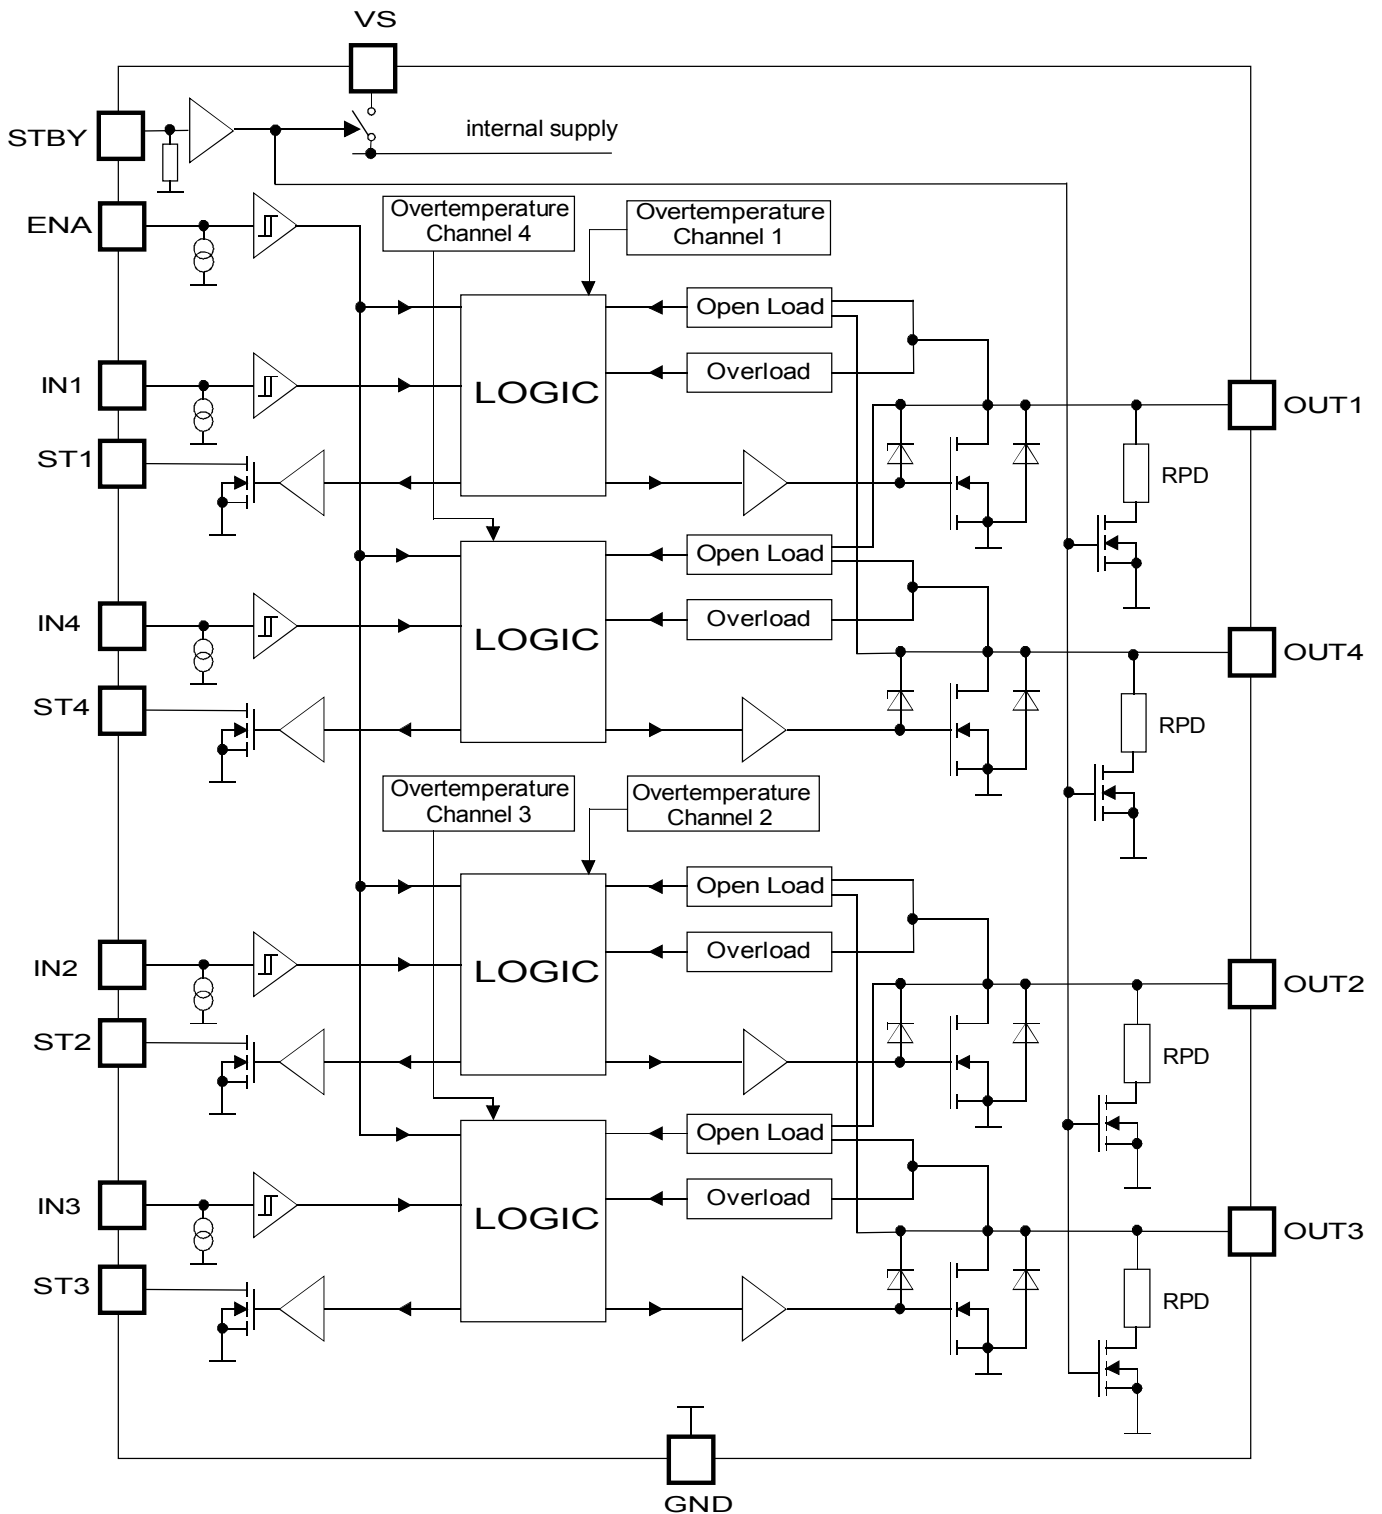 VS
STBY
internal supply
ENA
Overtemperature
Channel 4
Overtemperature
Channel 1
Open Load
IN1
LOGIC
Overload
OUT1
ST1
RPD
Open Load
IN4
LOGIC
Overload
OUT4
ST4
RPD
Overtemperature
Channel 3
Overtemperature
Channel 2
Open Load
IN2
LOGIC
Overload
OUT2
ST2
RPD
Open Load
IN3
LOGIC
Overload
OUT3
ST3
RPD
GND